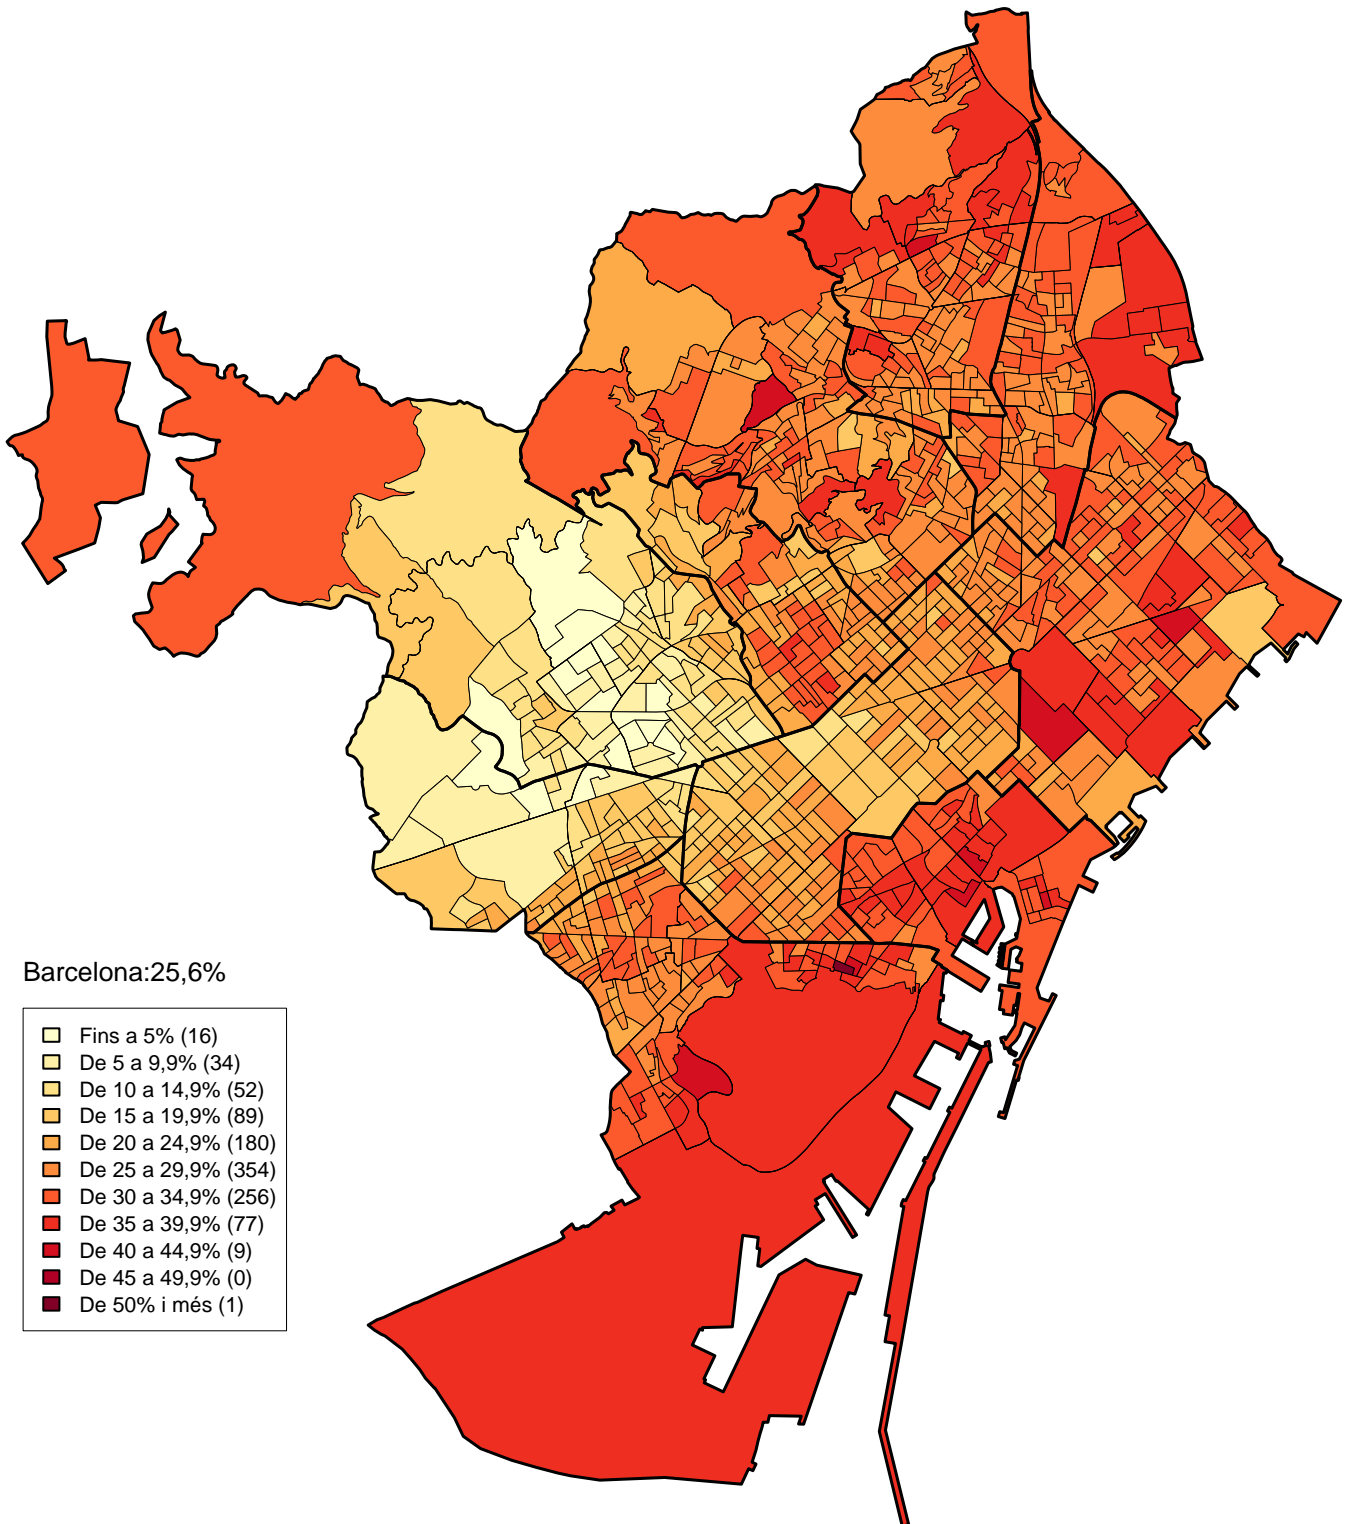 Barcelona:25,6%
Fins a 5% (16)
De 5 a 9,9% (34)
De 10 a 14,9% (52)
De 15 a 19,9% (89)
De 20 a 24,9% (180)
De 25 a 29,9% (354)
De 30 a 34,9% (256)
De 35 a 39,9% (77)
De 40 a 44,9% (9)
De 45 a 49,9% (0)
De 50% i més (1)